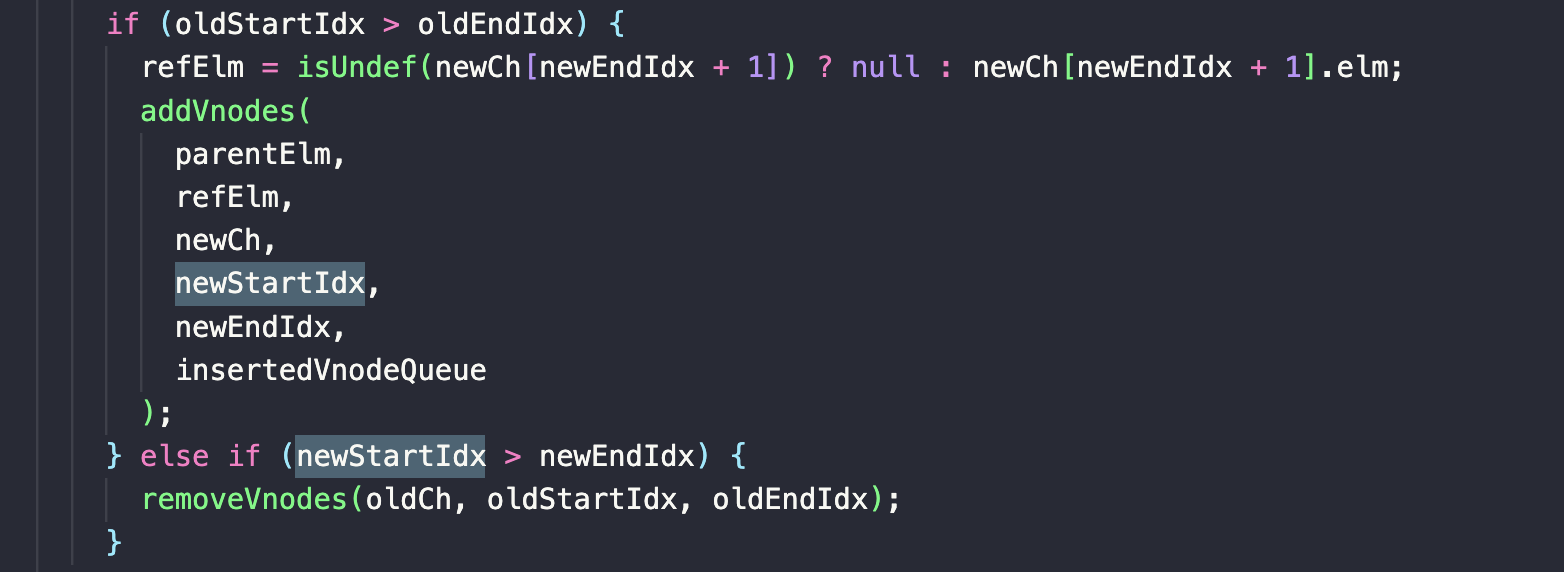 if (oldStartIdx > oldEndIdx) {
refElm = isUndef(newCh[newEndIdx + 1]) ? null : newCh[newEndIdx + 1].elm;
addVnodes(
parentElm,
refElm,
newCh,
newStartIdx,
newEndIdx,
insertedVnodeQueue
);
} else if (newStartIdx > newEndIdx) {
removeVnodes(oldCh, oldStartIdx, oldEndIdx);
}